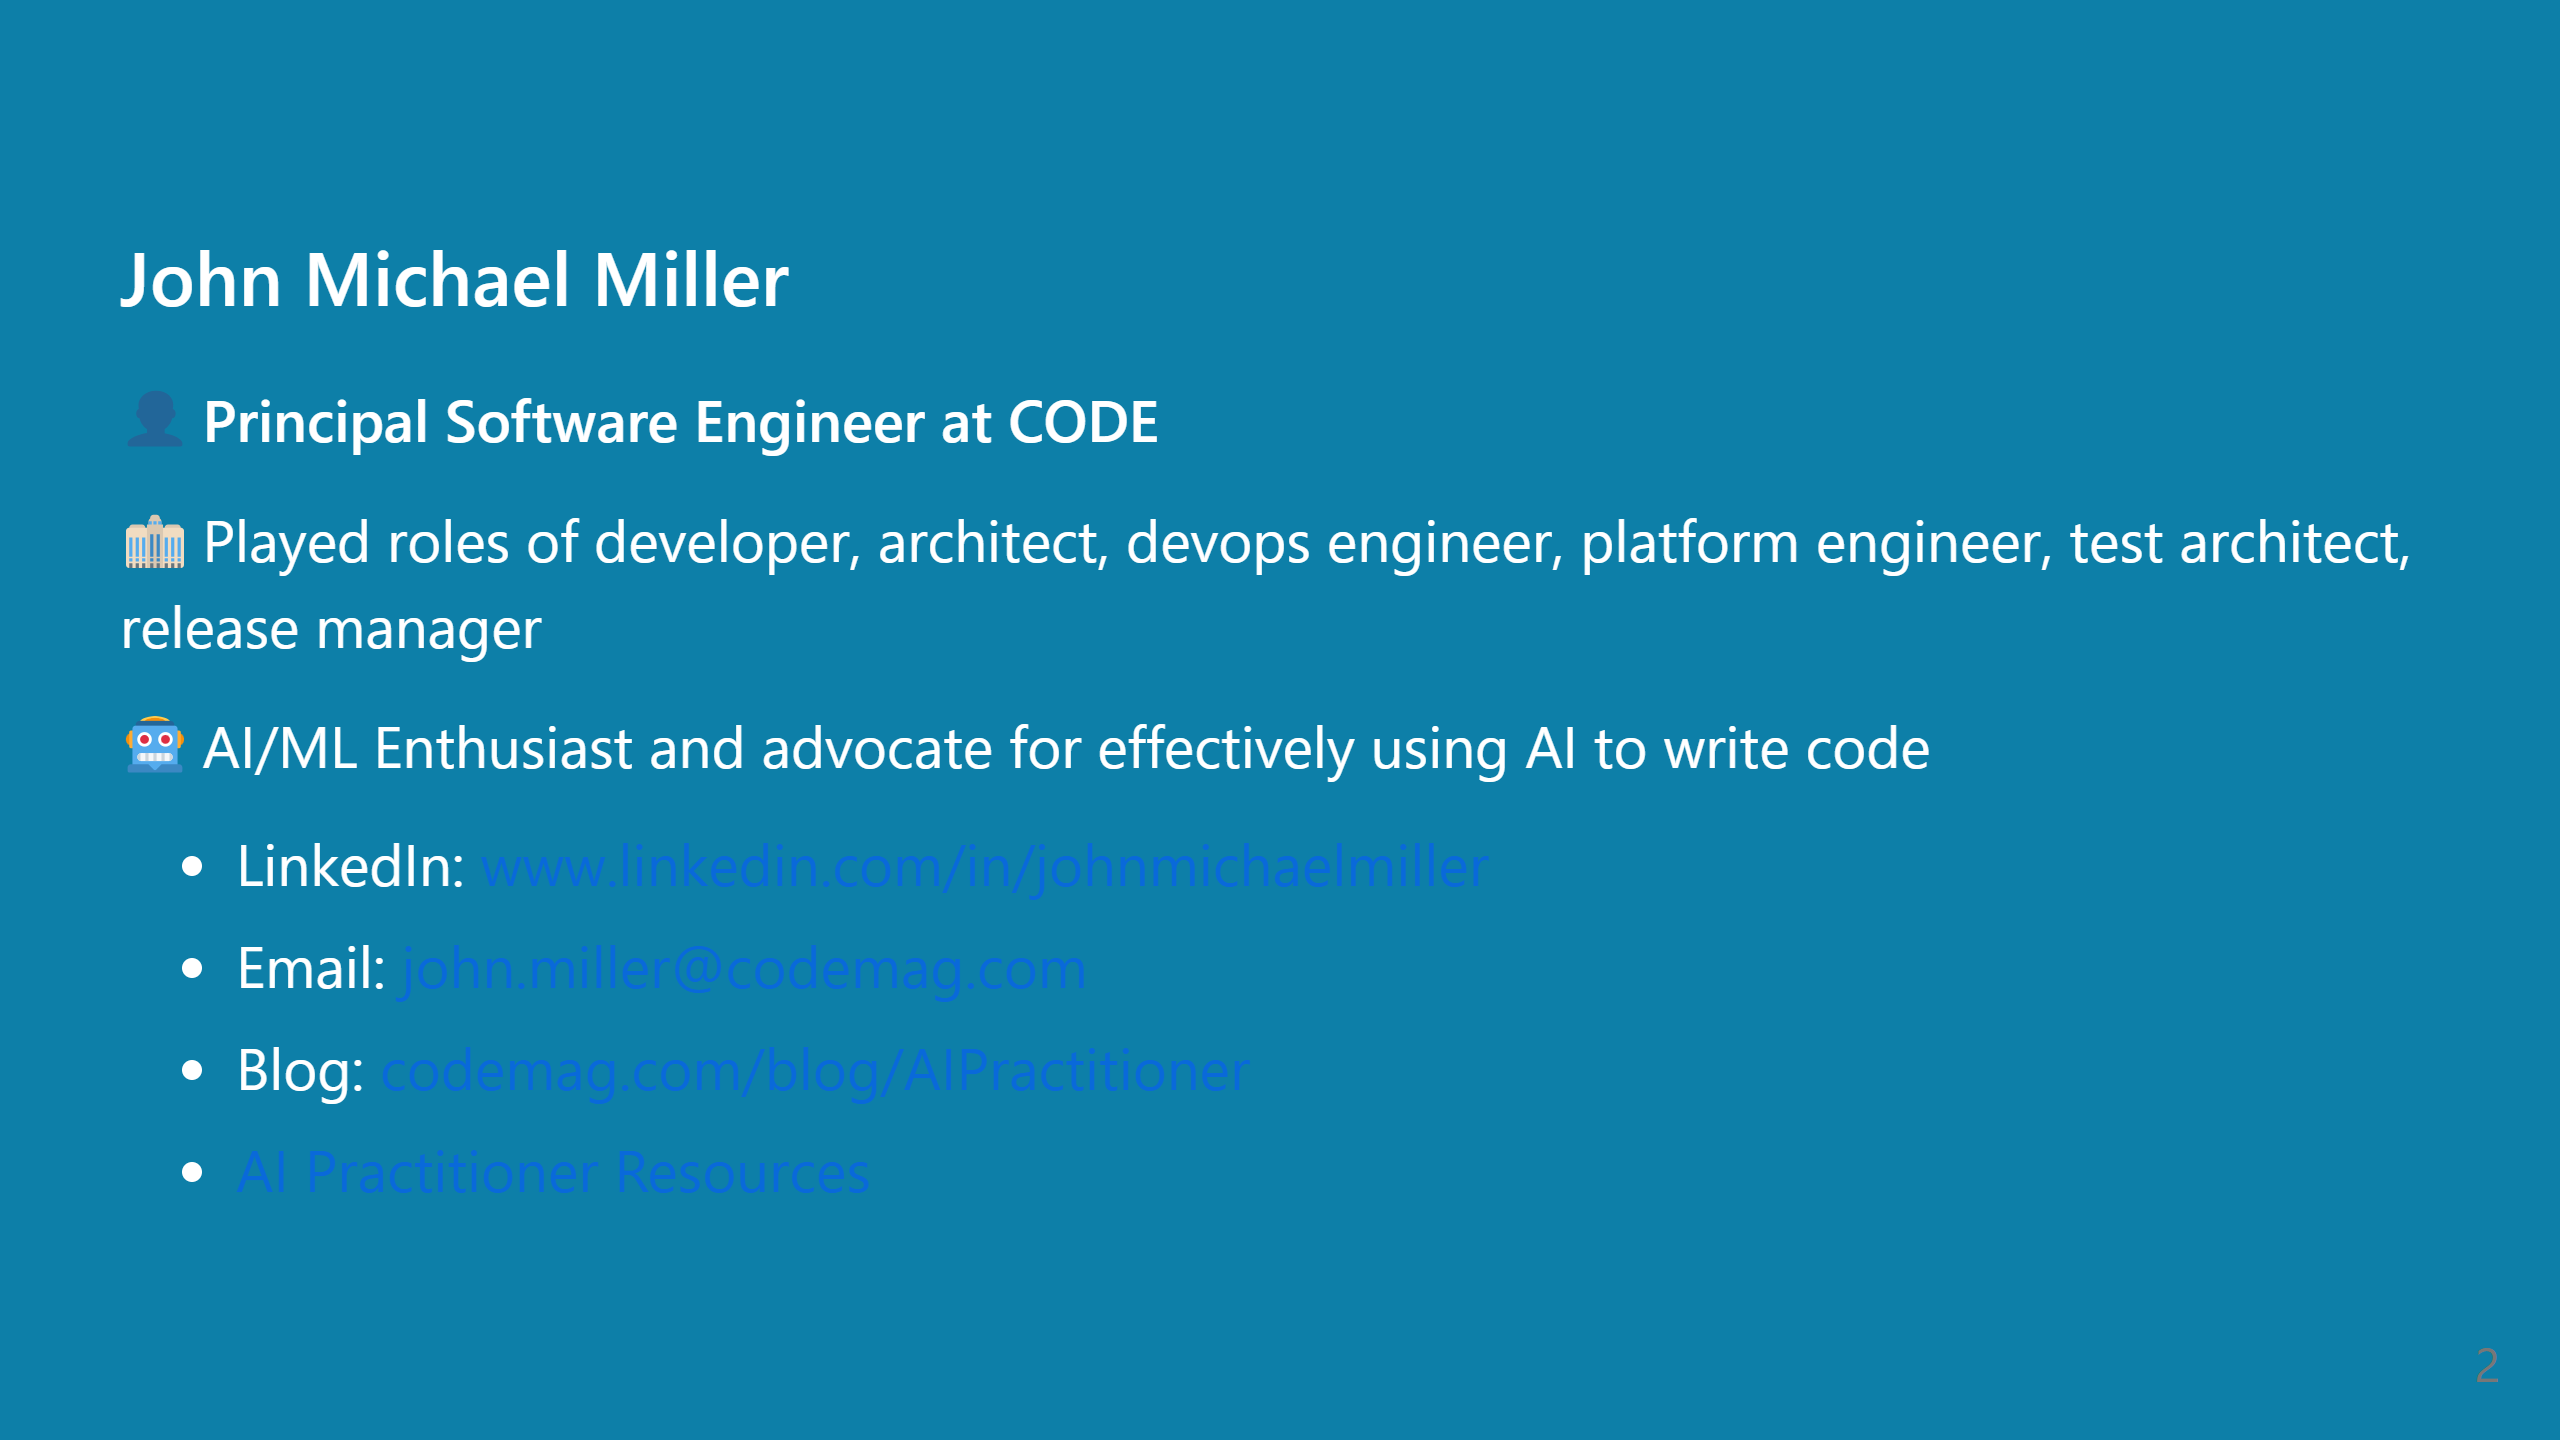 John Michael Miller
👤 Principal Software Engineer at CODE
🏙️ Played roles of developer, architect, devops engineer, platform engineer, test architect,
release manager
🤖 AI/ML Enthusiast and advocate for effectively using AI to write code
• LinkedIn: www.linkedin.com/in/johnmichaelmiller
• Email: john.miller@codemag.com
• Blog: codemag.com/blog/AIPractitioner
• AI Practitioner Resources
2